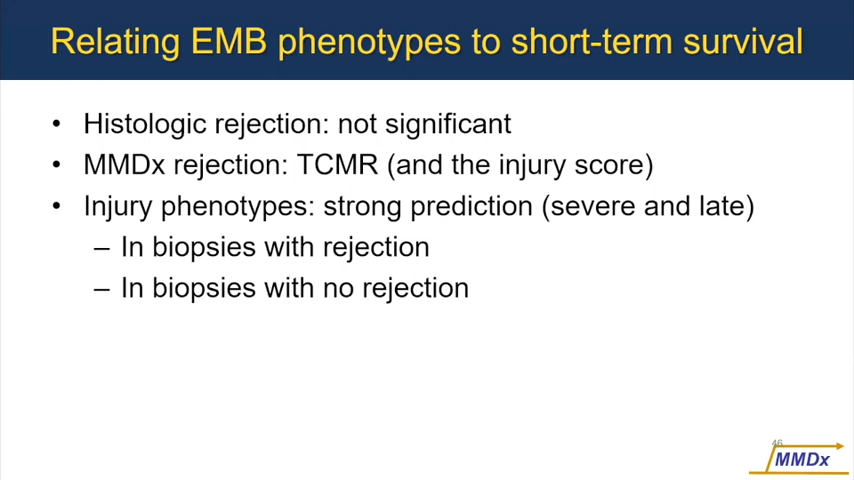 Relating EMB phenotypes to short-term survival
• Histologic rejection: not significant
• MMDx rejection: TCMR (and the injury score)
• Injury phenotypes: strong prediction (severe and late)
– In biopsies with rejection
– In biopsies with no rejection
46
MMDx